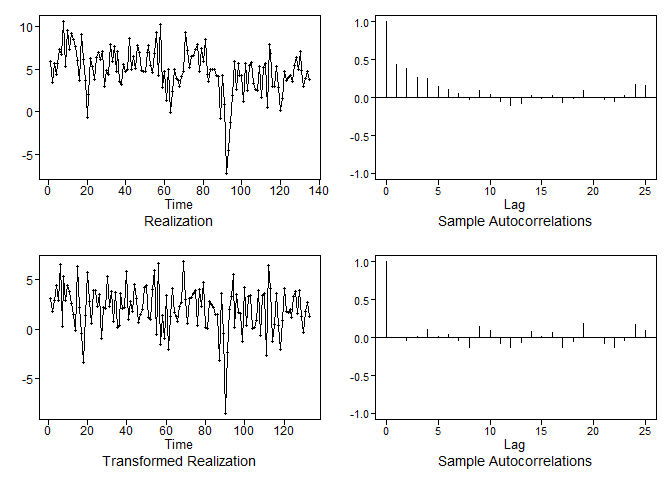 10
5
0
-5
0 20 40 60 80 100 120 140
Time
Realization
1.0
0.5
0.0
-0.5
-1.0
0 5 10 15 20 25
Lag
Sample Autocorrelations
5
0
-5
0 20 40 60 80 100 120
Time
Transformed Realization
1.0
0.5
0.0
-0.5
-1.0
0 5 10 15 20 25
Lag
Sample Autocorrelations